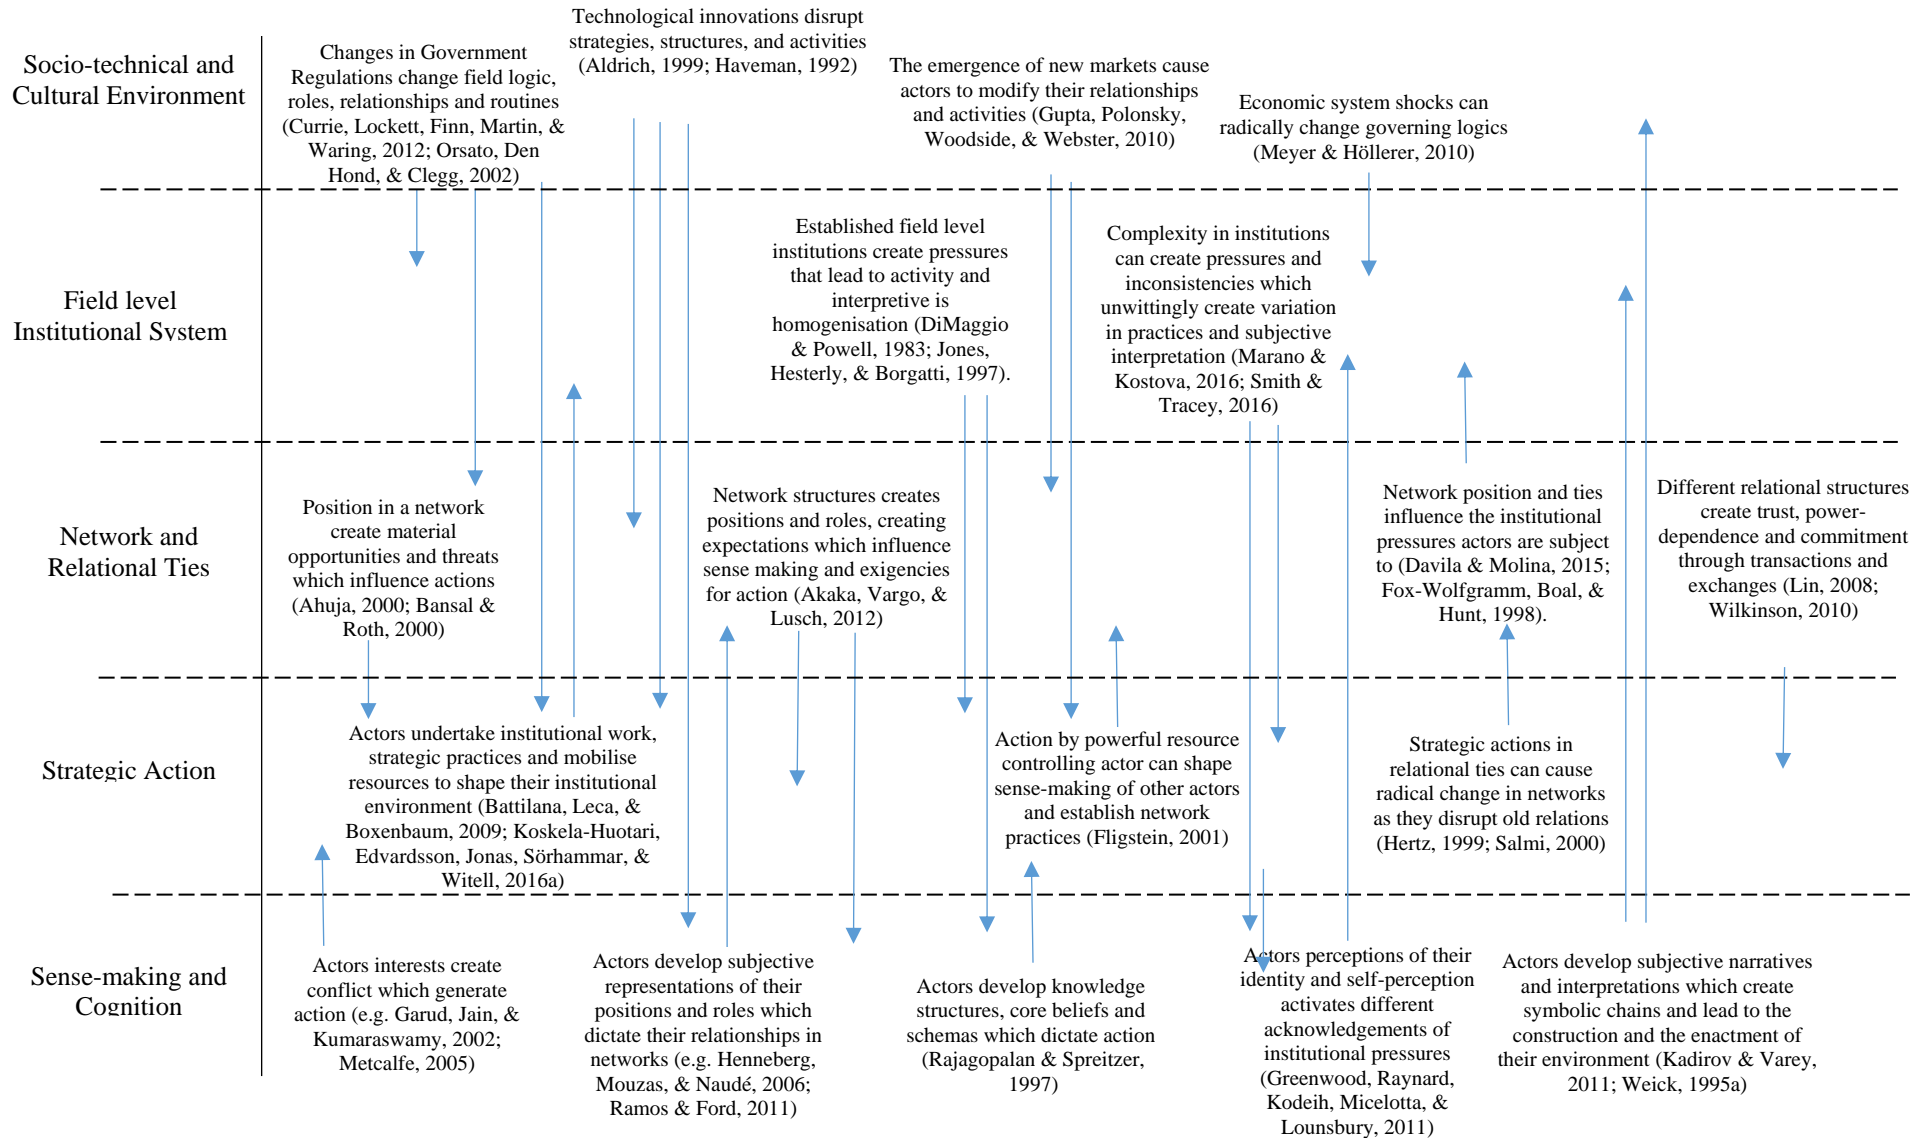 Socio-technical and
Cultural Environment
Changes in Government
Regulations change field logic,
roles, relationships and routines
(Currie, Lockett, Finn, Martin, &
Waring, 2012; Orsato, Den
Hond, & Clegg, 2002)
Technological innovations disrupt
strategies, structures, and activities
(Aldrich, 1999; Haveman, 1992)
The emergence of new markets cause
actors to modify their relationships
and activities (Gupta, Polonsky,
Woodside, & Webster, 2010)
Economic system shocks can
radically change governing logics
(Meyer & Höllerer, 2010)
Field level
Institutional System
Established field level
institutions create pressures
that lead to activity and
interpretive is
homogenisation (DiMaggio
& Powell, 1983; Jones,
Hesterly, & Borgatti, 1997).
Complexity in institutions
can create pressures and
inconsistencies which
unwittingly create variation
in practices and subjective
interpretation (Marano &
Kostova, 2016; Smith &
Tracey, 2016)
Network and
Relational Ties
Position in a network
create material
opportunities and threats
which influence actions
(Ahuja, 2000; Bansal &
Roth, 2000)
Network structures creates
positions and roles, creating
expectations which influence
sense making and exigencies
for action (Akaka, Vargo, &
Lusch, 2012)
Network position and ties
influence the institutional
pressures actors are subject
to (Davila & Molina, 2015;
Fox-Wolfgramm, Boal, &
Hunt, 1998).
Different relational structures
create trust, power-
dependence and commitment
through transactions and
exchanges (Lin, 2008;
Wilkinson, 2010)
Strategic Action
Actors undertake institutional work,
strategic practices and mobilise
resources to shape their institutional
environment (Battilana, Leca, &
Boxenbaum, 2009; Koskela-Huotari,
Edvardsson, Jonas, Sörhammar, &
Witell, 2016a)
Action by powerful resource
controlling actor can shape
sense-making of other actors
and establish network
practices (Fligstein, 2001)
Strategic actions in
relational ties can cause
radical change in networks
as they disrupt old relations
(Hertz, 1999; Salmi, 2000)
Sense-making and
Cognition
Actors interests create
conflict which generate
action (e.g. Garud, Jain, &
Kumaraswamy, 2002;
Metcalfe, 2005)
Actors develop subjective
representations of their
positions and roles which
dictate their relationships in
networks (e.g. Henneberg,
Mouzas, & Naudé, 2006;
Ramos & Ford, 2011)
Actors develop knowledge
structures, core beliefs and
schemas which dictate action
(Rajagopalan & Spreitzer,
1997)
Actors perceptions of their
identity and self-perception
activates different
acknowledgements of
institutional pressures
(Greenwood, Raynard,
Kodeih, Micelotta, &
Lounsbury, 2011)
Actors develop subjective narratives
and interpretations which create
symbolic chains and lead to the
construction and the enactment of
their environment (Kadirov & Varey,
2011; Weick, 1995a)